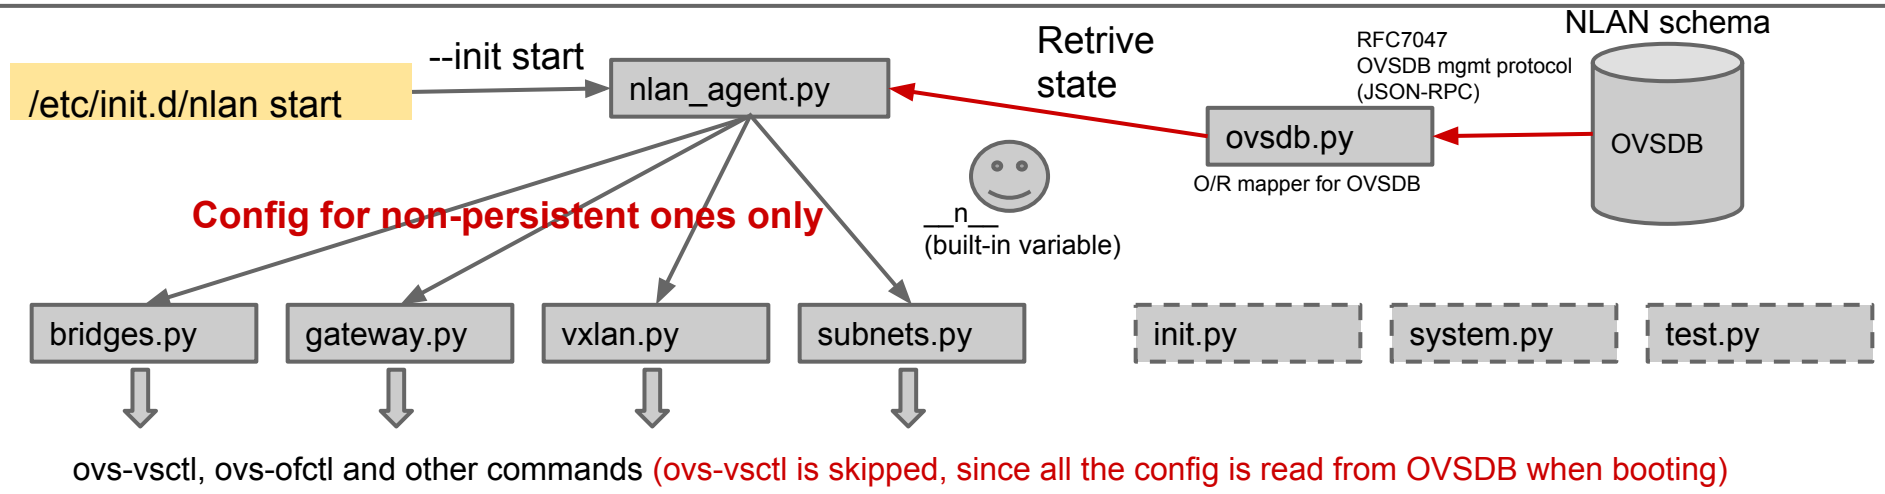 NLAN schema
--init start
Retrive
state
RFC7047
OVSDB mgmt protocol
(JSON-RPC)
/etc/init.d/nlan start
nlan_agent.py
ovsdb.py
OVSDB
O/R mapper for OVSDB
Config for non-persistent ones only
__n__
(built-in variable)
bridges.py
gateway.py
vxlan.py
subnets.py
init.py
system.py
test.py
ovs-vsctl, ovs-ofctl and other commands (ovs-vsctl is skipped, since all the config is read from OVSDB when booting)